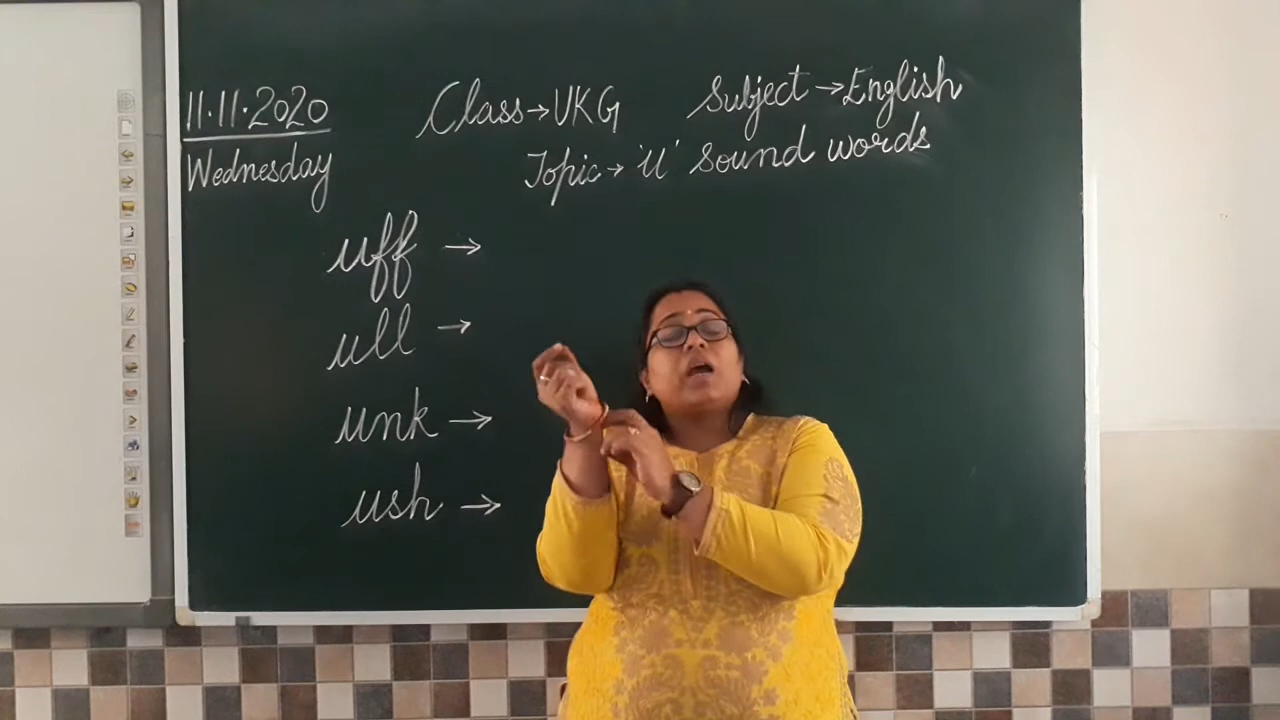 11.11.2020 Class→UKG Subject→English
Wednesday Topic→ 'u' sound words
uff →
ull →
unk →
ush →